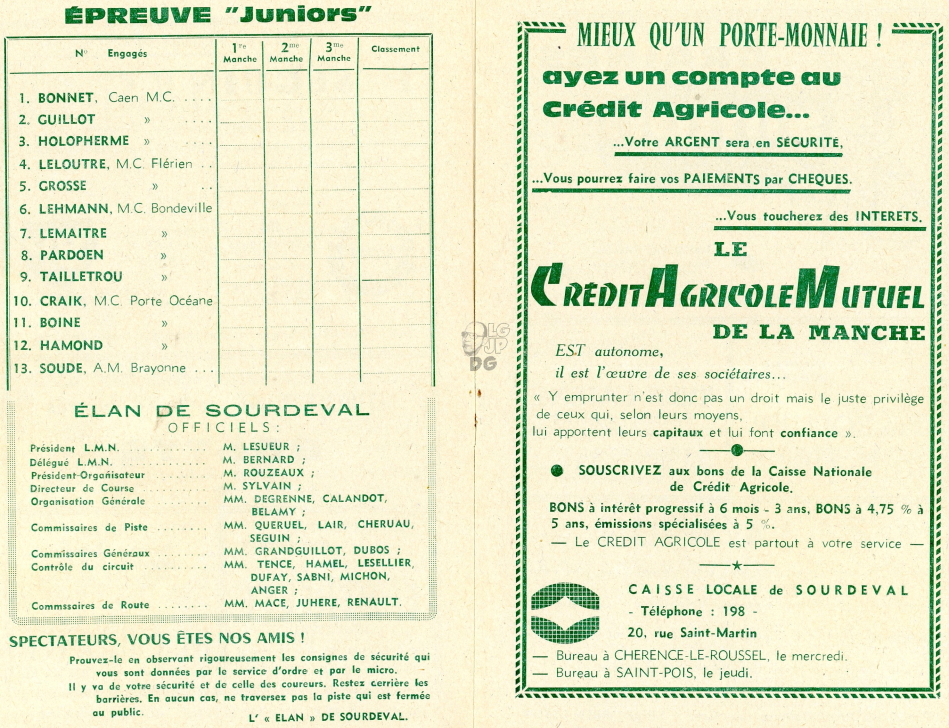 ÉPREUVE "Juniors"
N° Engagés 1re Manche 2me Manche 3me Manche Classement
1. BONNET, Caen M.C. ....
2. GUILLOT » ....
3. HOLOPHERME » ....
4. LELOUTRE, M.C. Flérien ..
5. GROSSE » ..
6. LEHMANN, M.C. Bondeville
7. LEMAITRE »
8. PARDOEN »
9. TAILLETROU »
10. CRAIK, M.C. Porte Océane
11. BOINE »
12. HAMOND »
13. SOUDE, A.M. Brayonne ...
ÉLAN DE SOURDEVAL
OFFICIELS :
Président L.M.N. ............ M. LESUEUR ;
Délégué L.M.N. ............ M. BERNARD ;
Président-Organisateur ........ M. ROUZEAUX ;
Directeur de Course ........ M. SYLVAIN ;
Organisation Générale ........ MM. DEGRENNE, CALANDOT,
BELAMY ;
Commissaires de Piste ........ MM. QUERUEL, LAIR, CHERUAU,
SEGUIN ;
Commissaires Généraux ........ MM. GRANDGUILLOT, DUBOS ;
Contrôle du circuit ........ MM. TENCE, HAMEL, LESELLIER,
DUFAY, SABNI, MICHON,
ANGER ;
Commssaires de Route ........ MM. MACE, JUHERE, RENAULT.
SPECTATEURS, VOUS ÊTES NOS AMIS !
Prouvez-le en observant rigoureusement les consignes de sécurité qui
vous sont données par le service d'ordre et par le micro.
Il y va de votre sécurité et de celle des coureurs. Restez cerrière les
barrières. En aucun cas, ne traversez pas la piste qui est fermée
au public.
L' « ELAN » DE SOURDEVAL.
LG
JP
DG
MIEUX QU'UN PORTE-MONNAIE !
ayez un compte au
Crédit Agricole...
...Votre ARGENT sera en SÉCURITÉ,
...Vous pourrez faire vos PAIEMENTS par CHEQUES.
...Vous toucherez des INTERETS.
LE
CRÉDIT AGRICOLE MUTUEL
DE LA MANCHE
EST autonome,
il est l'œuvre de ses sociétaires...
« Y emprunter n'est donc pas un droit mais le juste privilège
de ceux qui, selon leurs moyens,
lui apportent leurs capitaux et lui font confiance ».
● SOUSCRIVEZ aux bons de la Caisse Nationale
de Crédit Agricole.
BONS à intérêt progressif à 6 mois - 3 ans, BONS à 4,75 % à
5 ans, émissions spécialisées à 5 %.
— Le CREDIT AGRICOLE est partout à votre service —
CAISSE LOCALE de SOURDEVAL
- Téléphone : 198 -
20, rue Saint-Martin
— Bureau à CHERENCE-LE-ROUSSEL, le mercredi.
— Bureau à SAINT-POIS, le jeudi.